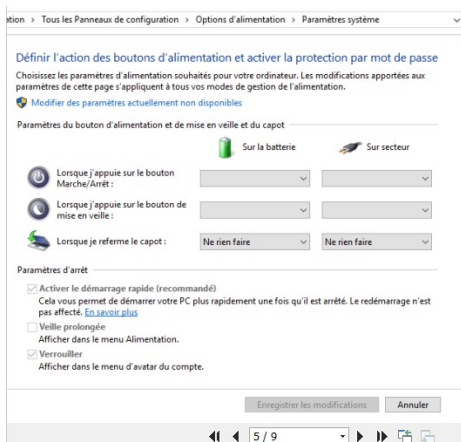 ation > Tous les Panneaux de configuration > Options d'alimentation > Paramètres système
Définir l'action des boutons d'alimentation et activer la protection par mot de passe
Choisissez les paramètres d'alimentation souhaités pour votre ordinateur. Les modifications apportées aux
paramètres de cette page s'appliquent à tous vos modes de gestion de l'alimentation.
Modifier des paramètres actuellement non disponibles
Paramètres du bouton d'alimentation et de mise en veille et du capot
Sur la batterie Sur secteur
Lorsque j'appuie sur le bouton
Marche/Arrêt :
Lorsque j'appuie sur le bouton de
mise en veille :
Lorsque je referme le capot : Ne rien faire Ne rien faire
Paramètres d'arrêt
Activer le démarrage rapide (recommandé)
Cela vous permet de démarrer votre PC plus rapidement une fois qu'il est arrêté. Le redémarrage n'est
pas affecté. En savoir plus
Veille prolongée
Afficher dans le menu Alimentation.
Verrouiller
Afficher dans le menu d'avatar du compte.
Enregistrer les modifications Annuler
5 / 9